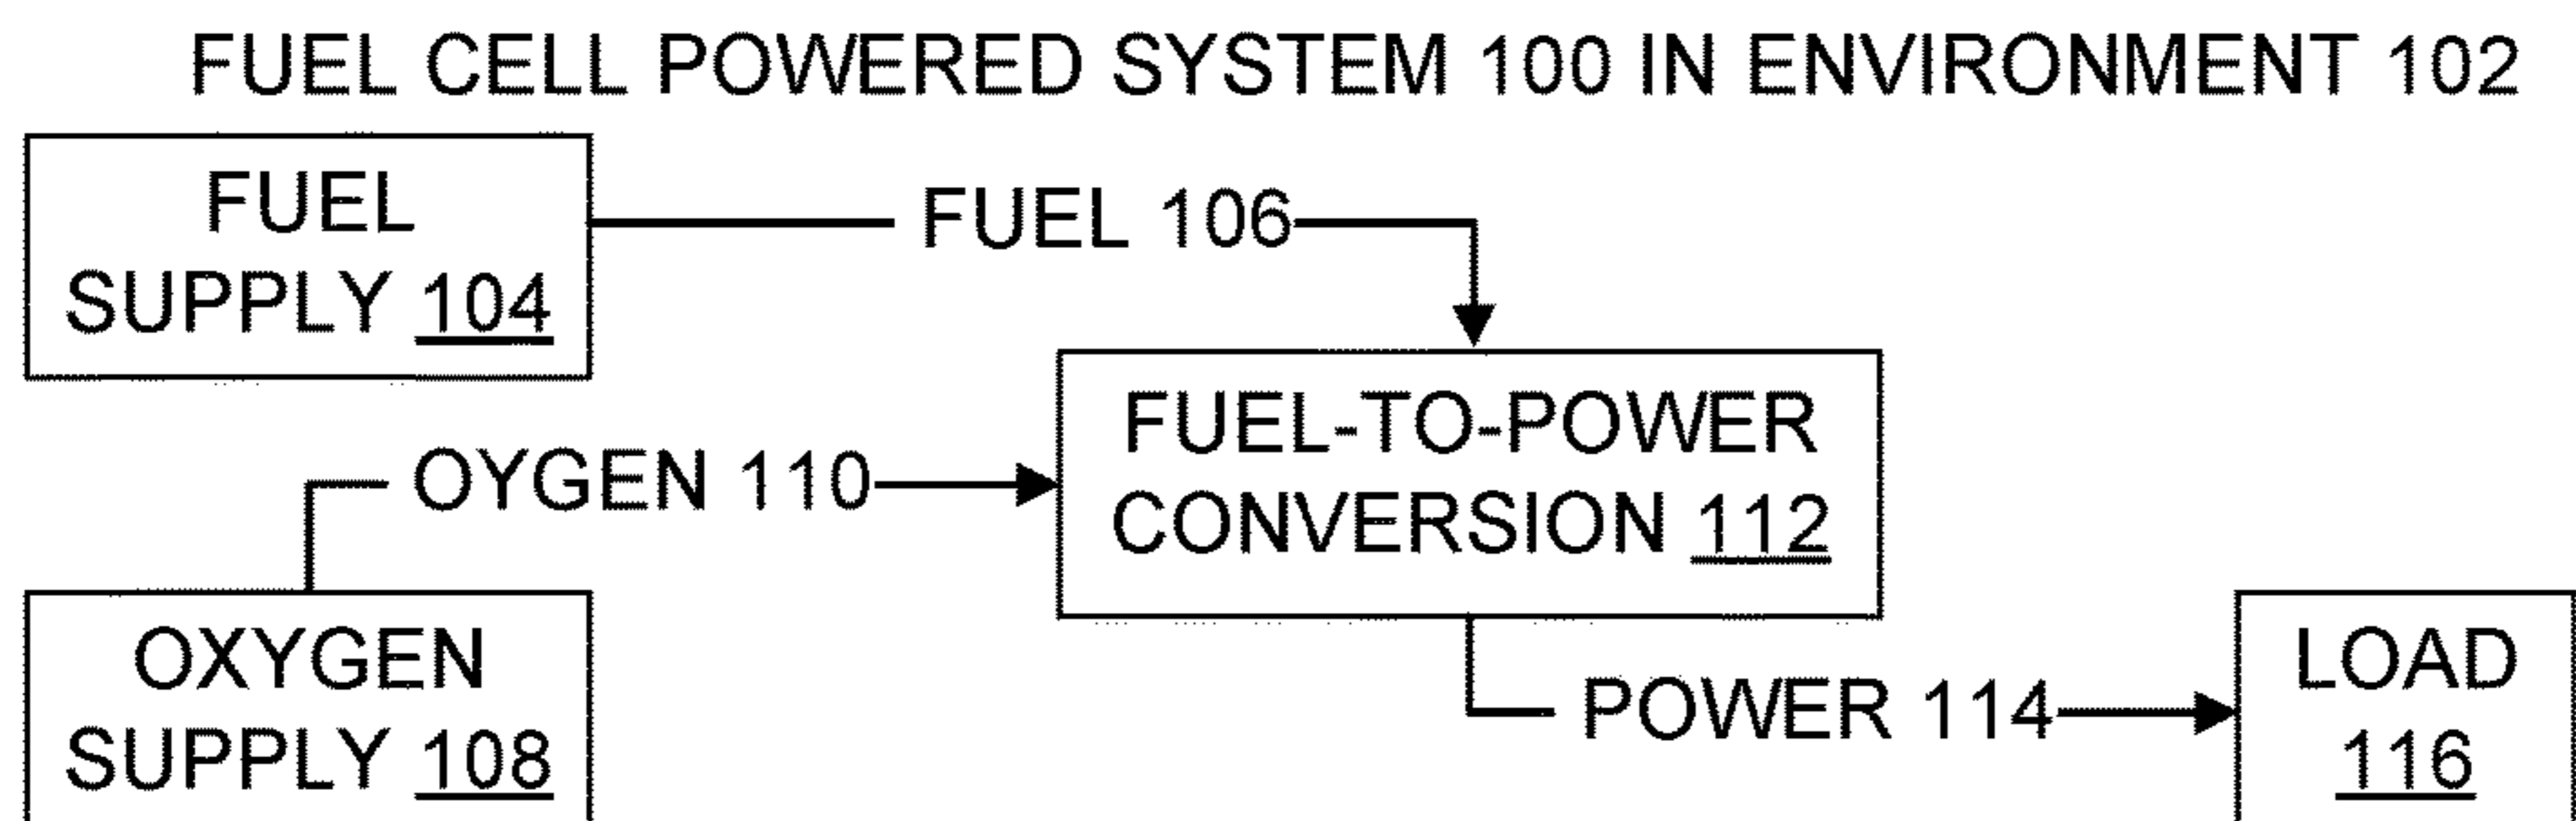 FUEL CELL POWERED SYSTEM 100 IN ENVIRONMENT 102
FUEL
SUPPLY 104
FUEL 106
OYGEN 110
FUEL-TO-POWER
CONVERSION 112
OXYGEN
SUPPLY 108
POWER 114
LOAD
116